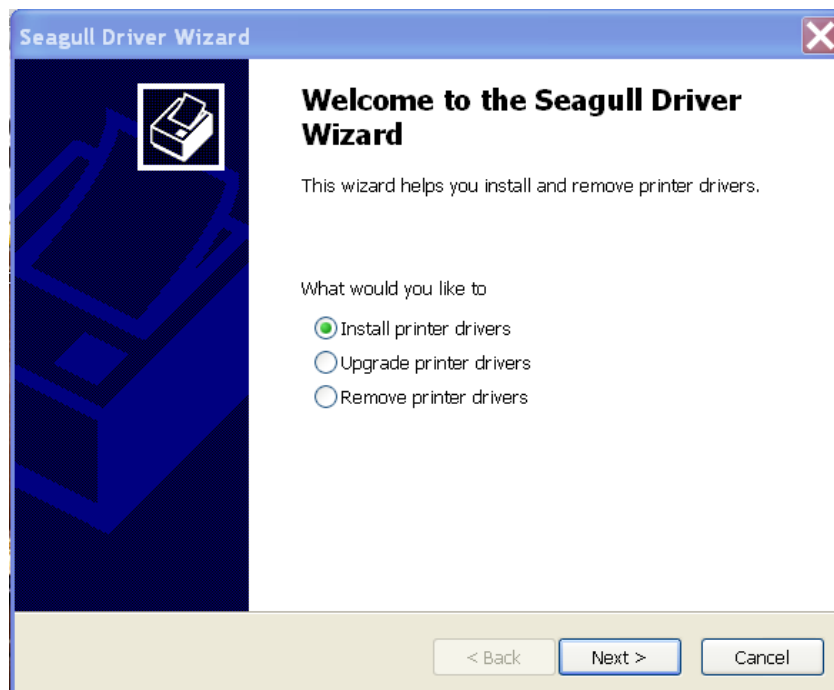 Seagull Driver Wizard
Welcome to the Seagull Driver
Wizard
This wizard helps you install and remove printer drivers.
What would you like to
Install printer drivers
Upgrade printer drivers
Remove printer drivers
< Back
Next >
Cancel